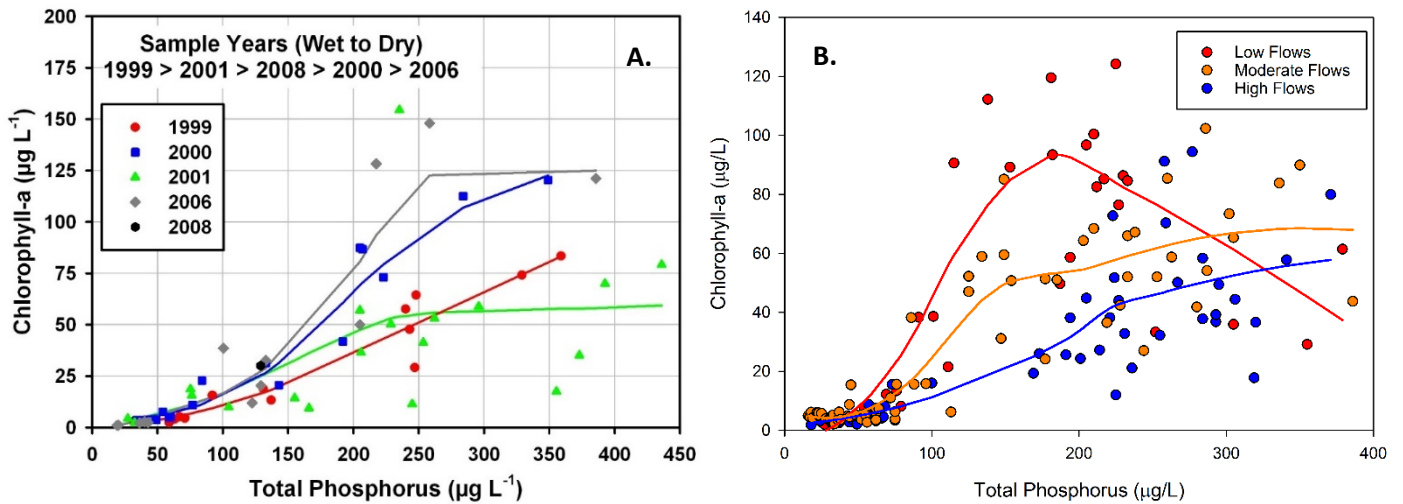 Sample Years (Wet to Dry)
1999 > 2001 > 2008 > 2000 > 2006
A.
1999
2000
2001
2006
2008
200
175
150
125
100
75
50
25
0
Chlorophyll-a (µg L-1)
0 50 100 150 200 250 300 350 400 450
Total Phosphorus (µg L-1)
B.
Low Flows
Moderate Flows
High Flows
140
120
100
80
60
40
20
0
Chlorophyll-a (µg/L)
0 100 200 300 400
Total Phosphorus (µg/L)